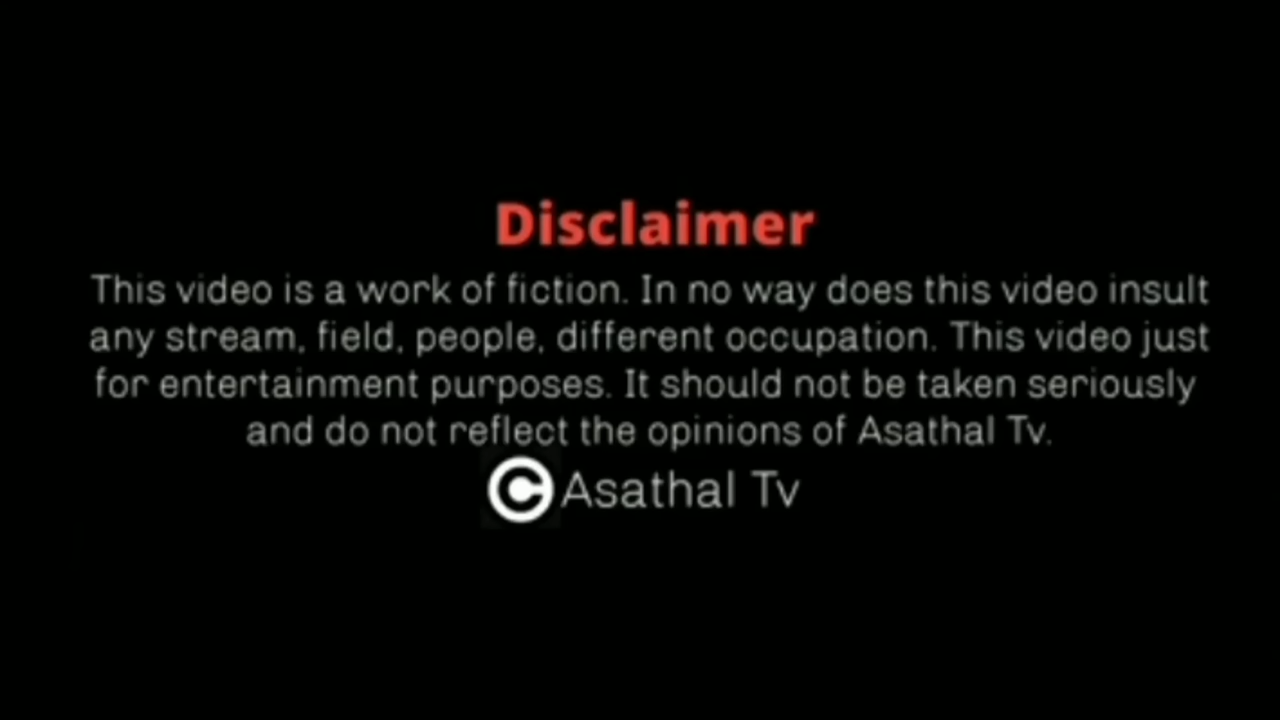 Disclaimer
This video is a work of fiction. In no way does this video insult
any stream, field, people, different occupation. This video just
for entertainment purposes. It should not be taken seriously
and do not reflect the opinions of Asathal Tv.
© Asathal Tv